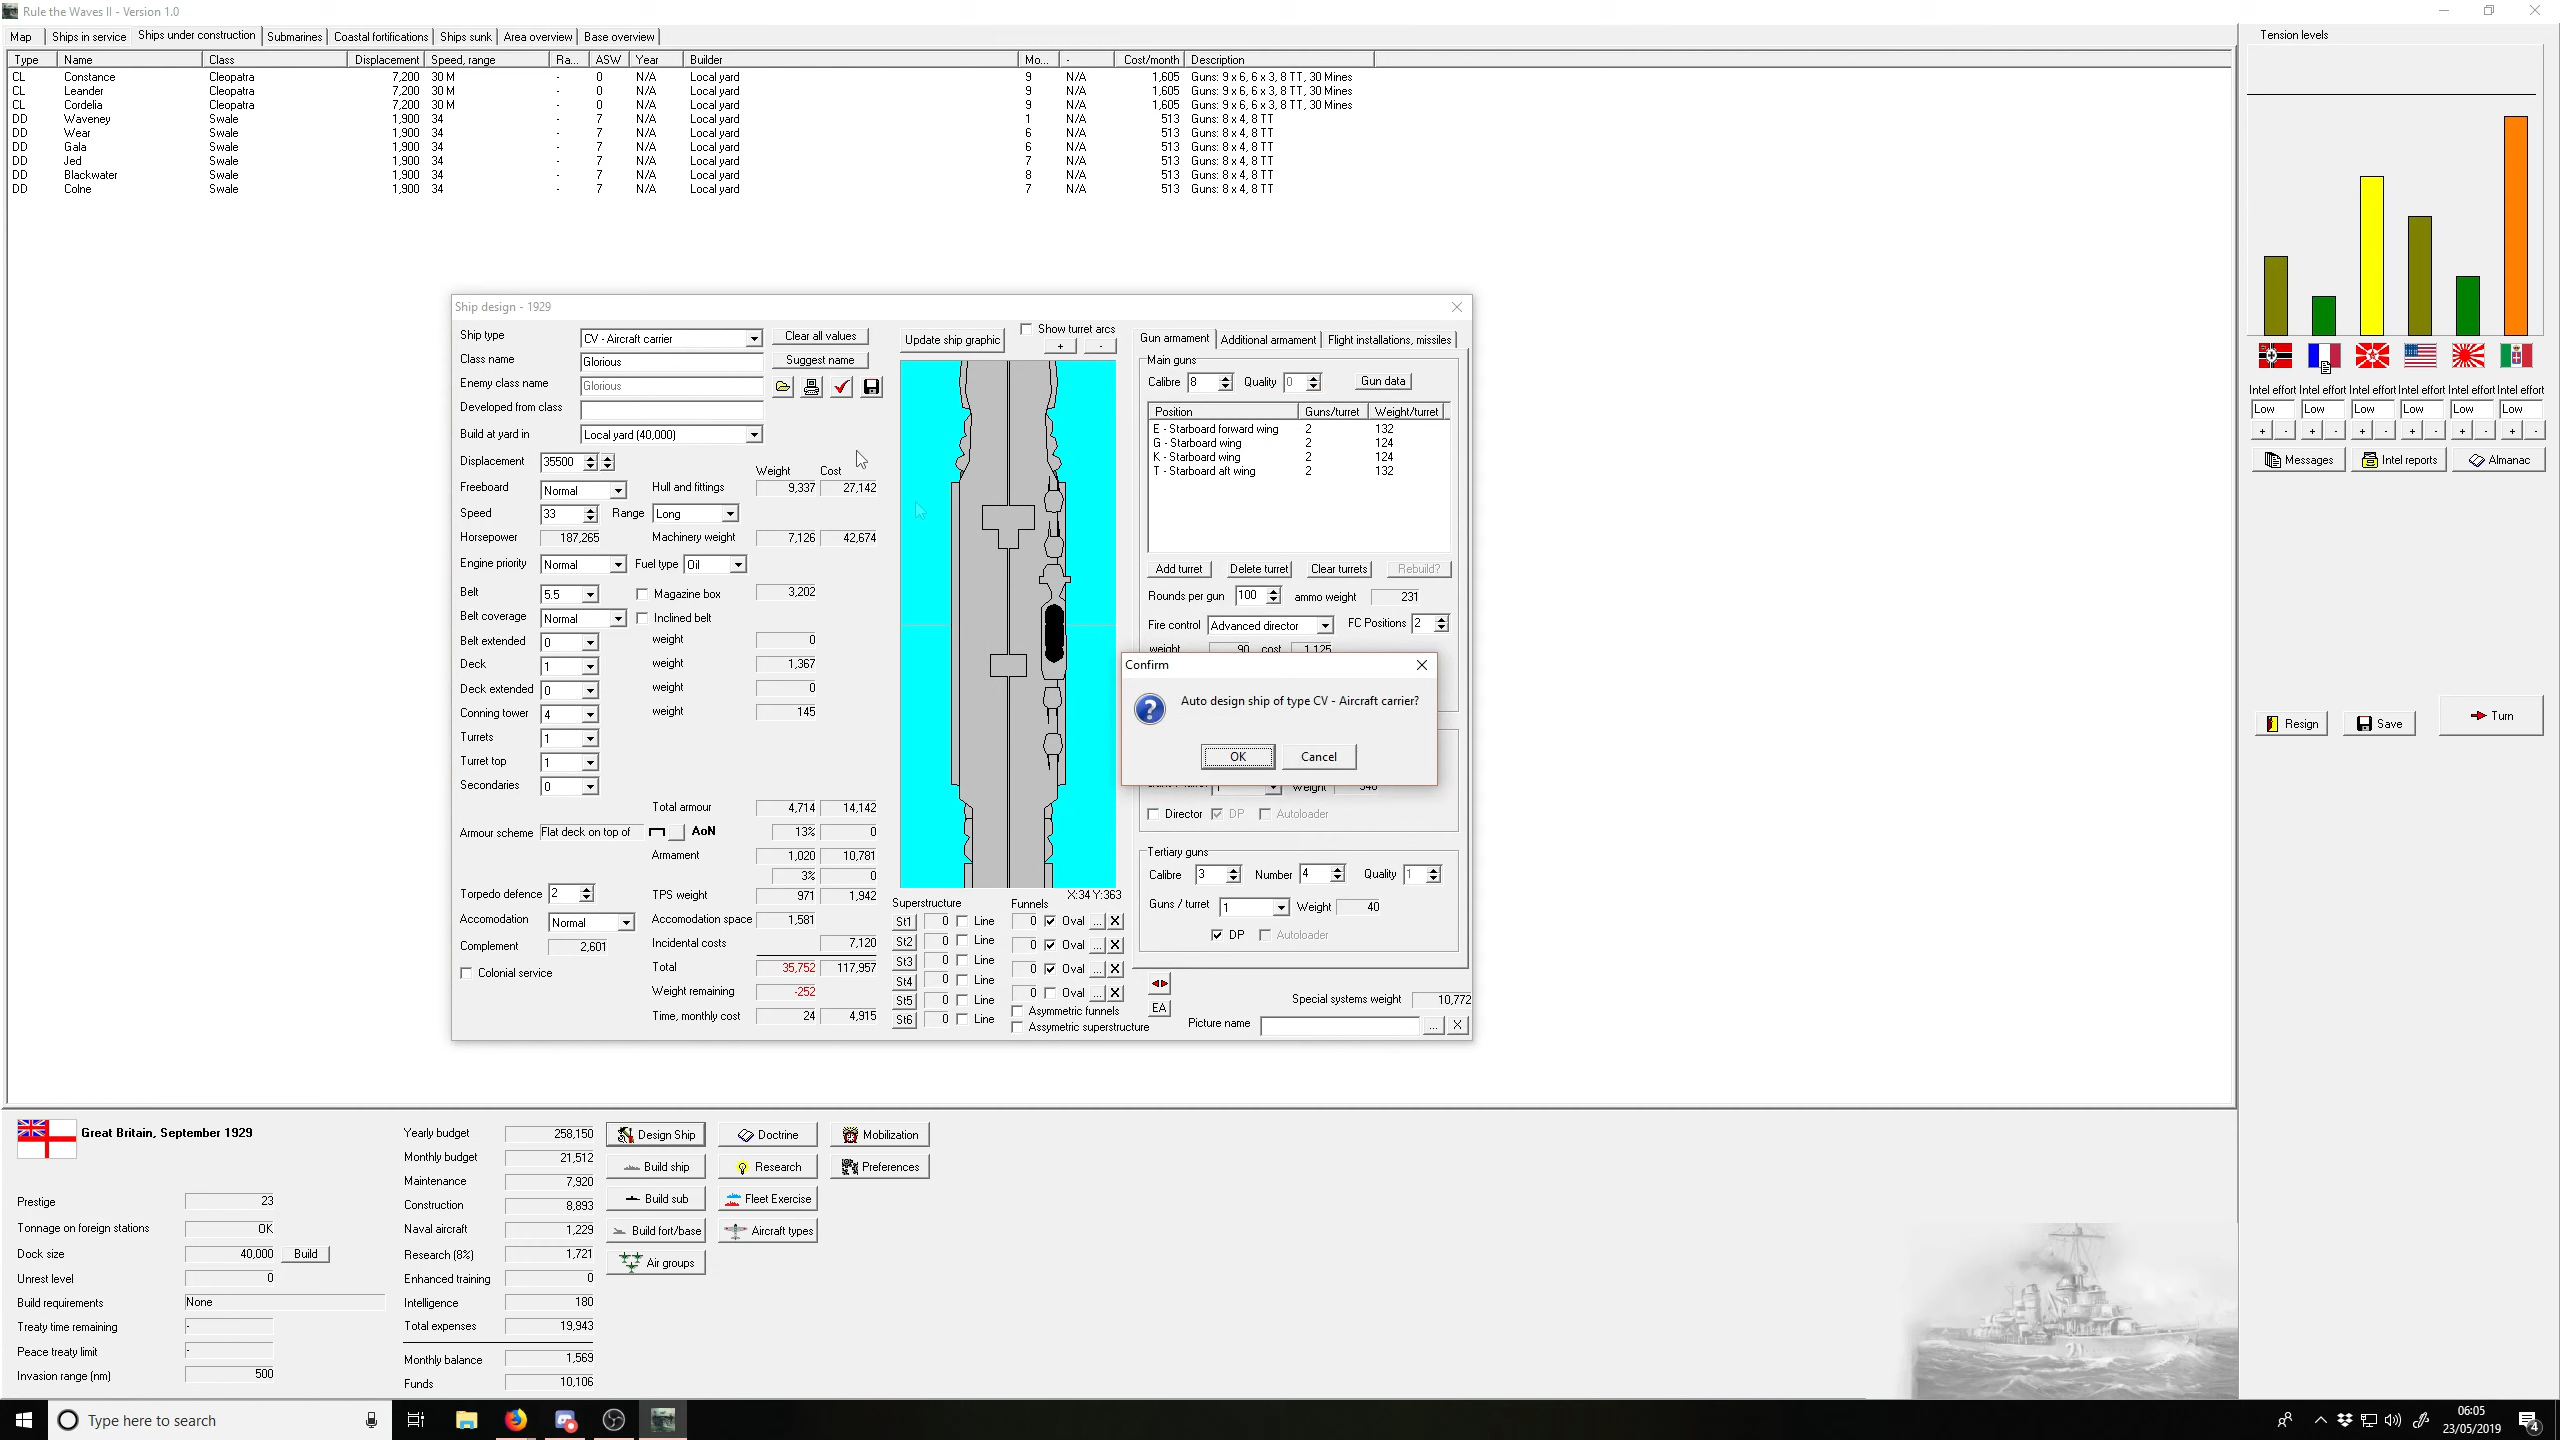 Rule the Waves II - Version 1.0
Map Ships in service Ships under construction Submarines Coastal fortifications Ships sunk Area overview Base overview
Type Name Class Displacement Speed, range Ra... ASW Year Builder Mo... - Cost/month Description
CL Constance Cleopatra 7,200 30 M - 0 N/A Local yard 9 N/A 1,605 Guns: 9 x 6, 6 x 3, 8 TT, 30 Mines
CL Leander Cleopatra 7,200 30 M - 0 N/A Local yard 9 N/A 1,605 Guns: 9 x 6, 6 x 3, 8 TT, 30 Mines
CL Cordelia Cleopatra 7,200 30 M - 0 N/A Local yard 9 N/A 1,605 Guns: 9 x 6, 6 x 3, 8 TT, 30 Mines
DD Waveney Swale 1,900 34 - 7 N/A Local yard 1 N/A 513 Guns: 8 x 4, 8 TT
DD Wear Swale 1,900 34 - 7 N/A Local yard 6 N/A 513 Guns: 8 x 4, 8 TT
DD Gala Swale 1,900 34 - 7 N/A Local yard 6 N/A 513 Guns: 8 x 4, 8 TT
DD Jed Swale 1,900 34 - 7 N/A Local yard 7 N/A 513 Guns: 8 x 4, 8 TT
DD Blackwater Swale 1,900 34 - 7 N/A Local yard 8 N/A 513 Guns: 8 x 4, 8 TT
DD Colne Swale 1,900 34 - 7 N/A Local yard 7 N/A 513 Guns: 8 x 4, 8 TT
Ship design - 1929
Ship type CV - Aircraft carrier Clear all values
Class name Glorious Suggest name
Enemy class name Glorious
Developed from class
Build at yard in Local yard (40,000)
Displacement 35500 Weight Cost
Freeboard Normal Hull and fittings 9,337 27,142
Speed 33 Range Long
Horsepower 187,265 Machinery weight 7,126 42,674
Engine priority Normal Fuel type Oil
Belt 5.5 Magazine box 3,202
Belt coverage Normal Inclined belt
Belt extended 0 weight 0
Deck 1 weight 1,367
Deck extended 0 weight 0
Conning tower 4 weight 145
Turrets 1
Turret top 1
Secondaries 0
Total armour 4,714 14,142
Armour scheme Flat deck on top of AoN 13% 0
Armament 1,020 10,781
3% 0
Torpedo defence 2 TPS weight 971 1,942
Accomodation Normal Accomodation space 1,581
Complement 2,601 Incidental costs 7,120
Colonial service Total 35,752 117,957
Weight remaining -252
Time, monthly cost 24 4,915
Update ship graphic Show turret arcs
+ -
X:34 Y:363
Superstructure Funnels
St1 0 Line 0 Oval ... X
St2 0 Line 0 Oval ... X
St3 0 Line 0 Oval ... X
St4 0 Line 0 Oval ... X
St5 0 Line Asymmetric funnels
St6 0 Line Assymetric superstructure
Gun armament Additional armament Flight installations, missiles
Main guns
Calibre 8 Quality 0 Gun data
Position Guns/turret Weight/turret
E - Starboard forward wing 2 132
G - Starboard wing 2 124
K - Starboard wing 2 124
T - Starboard aft wing 2 132
Add turret Delete turret Clear turrets Rebuild?
Rounds per gun 100 ammo weight 231
Fire control Advanced director FC Positions 2
weight 90 cost 1,125
Confirm
Auto design ship of type CV - Aircraft carrier?
OK Cancel
Director DP Autoloader
Tertiary guns
Calibre 3 Number 4 Quality 1
Guns / turret 1 Weight 40
DP Autoloader
EA Special systems weight 10,772
Picture name ... X
Tension levels
Intel effort Intel effort Intel effort Intel effort Intel effort Intel effort
Low Low Low Low Low Low
+ - + - + - + - + - + -
Messages Intel reports Almanac
Resign Save Turn
Great Britain, September 1929
Prestige 23
Tonnage on foreign stations OK
Dock size 40,000 Build
Unrest level 0
Build requirements None
Treaty time remaining -
Peace treaty limit -
Invasion range (nm) 500
Yearly budget 258,150
Monthly budget 21,512
Maintenance 7,920
Construction 8,893
Naval aircraft 1,229
Research (8%) 1,721
Enhanced training 0
Intelligence 180
Total expenses 19,943
Monthly balance 1,569
Funds 10,106
Design Ship Doctrine Mobilization
Build ship Research Preferences
Build sub Fleet Exercise
Build fort/base Aircraft types
Air groups
Type here to search
06:05
23/05/2019
4